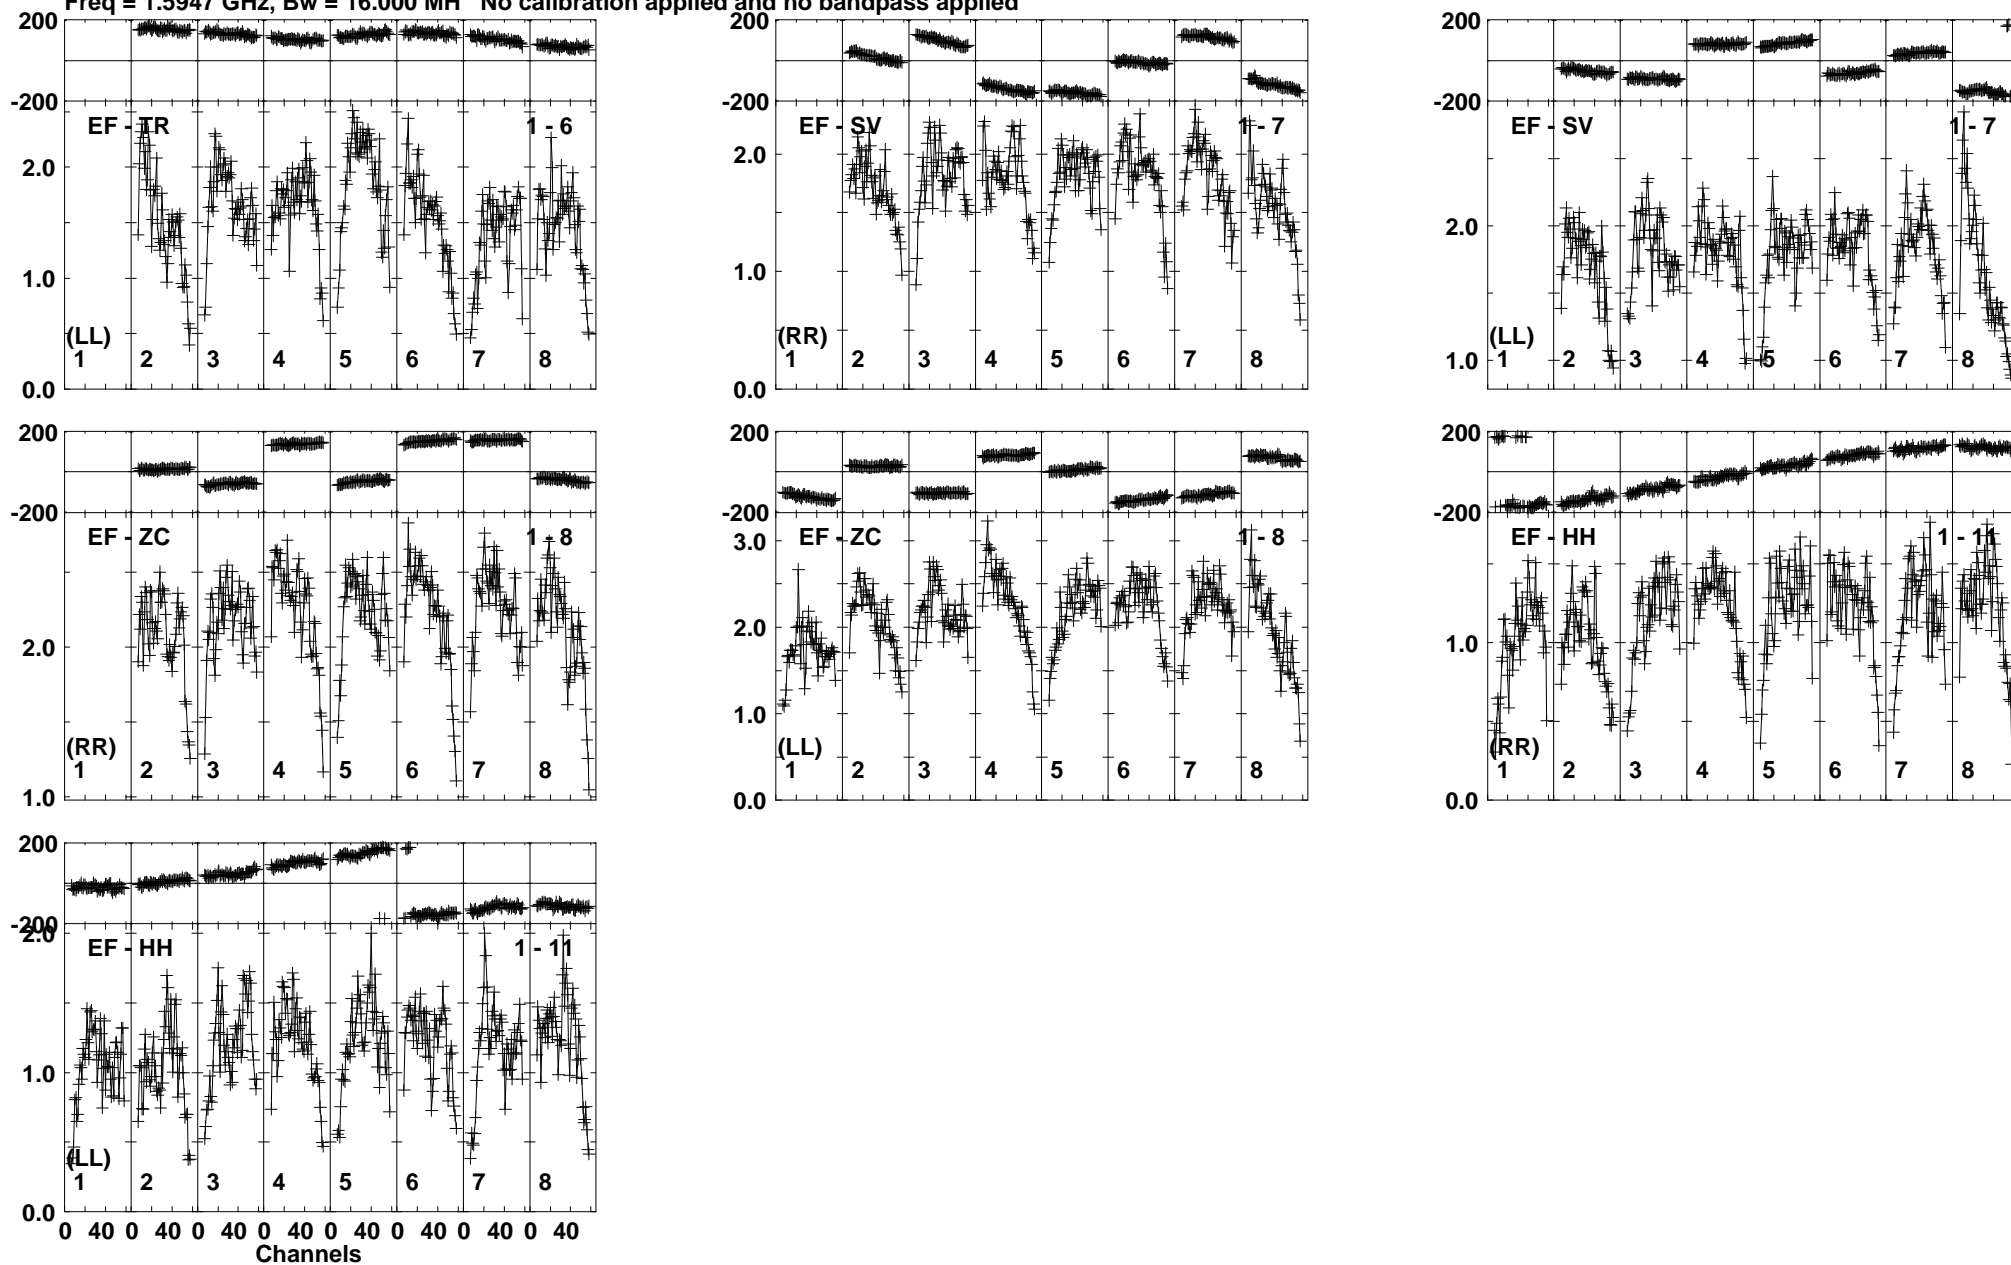 Freq = 1.5947 GHz, Bw = 16.000 MH No calibration applied and no bandpass applied
200 200 200
-200 -200 -200
EF - TR 1 - 6 EF - SV 1 - 7 EF - SV 1 - 7
2.0 2.0 2.0
1.0 1.0
(LL) (RR) (LL)
1 2 3 4 5 6 7 8 1 2 3 4 5 6 7 8 1.0 1 2 3 4 5 6 7 8
0.0 0.0
200 200 200
-200 -200 -200
EF - ZC 1 - 8 3.0 EF - ZC 1 - 8 EF - HH 1 - 11
2.0 2.0 1.0
1.0
(RR) (LL) (RR)
1 2 3 4 5 6 7 8 1 2 3 4 5 6 7 8 1 2 3 4 5 6 7 8
1.0 0.0 0.0
200
-200
2.0
EF - HH 1 - 11
1.0
(LL)
1 2 3 4 5 6 7 8
0.0
0 40 0 40 0 40 0 40 0 40 0 40 0 40 0 40
Channels